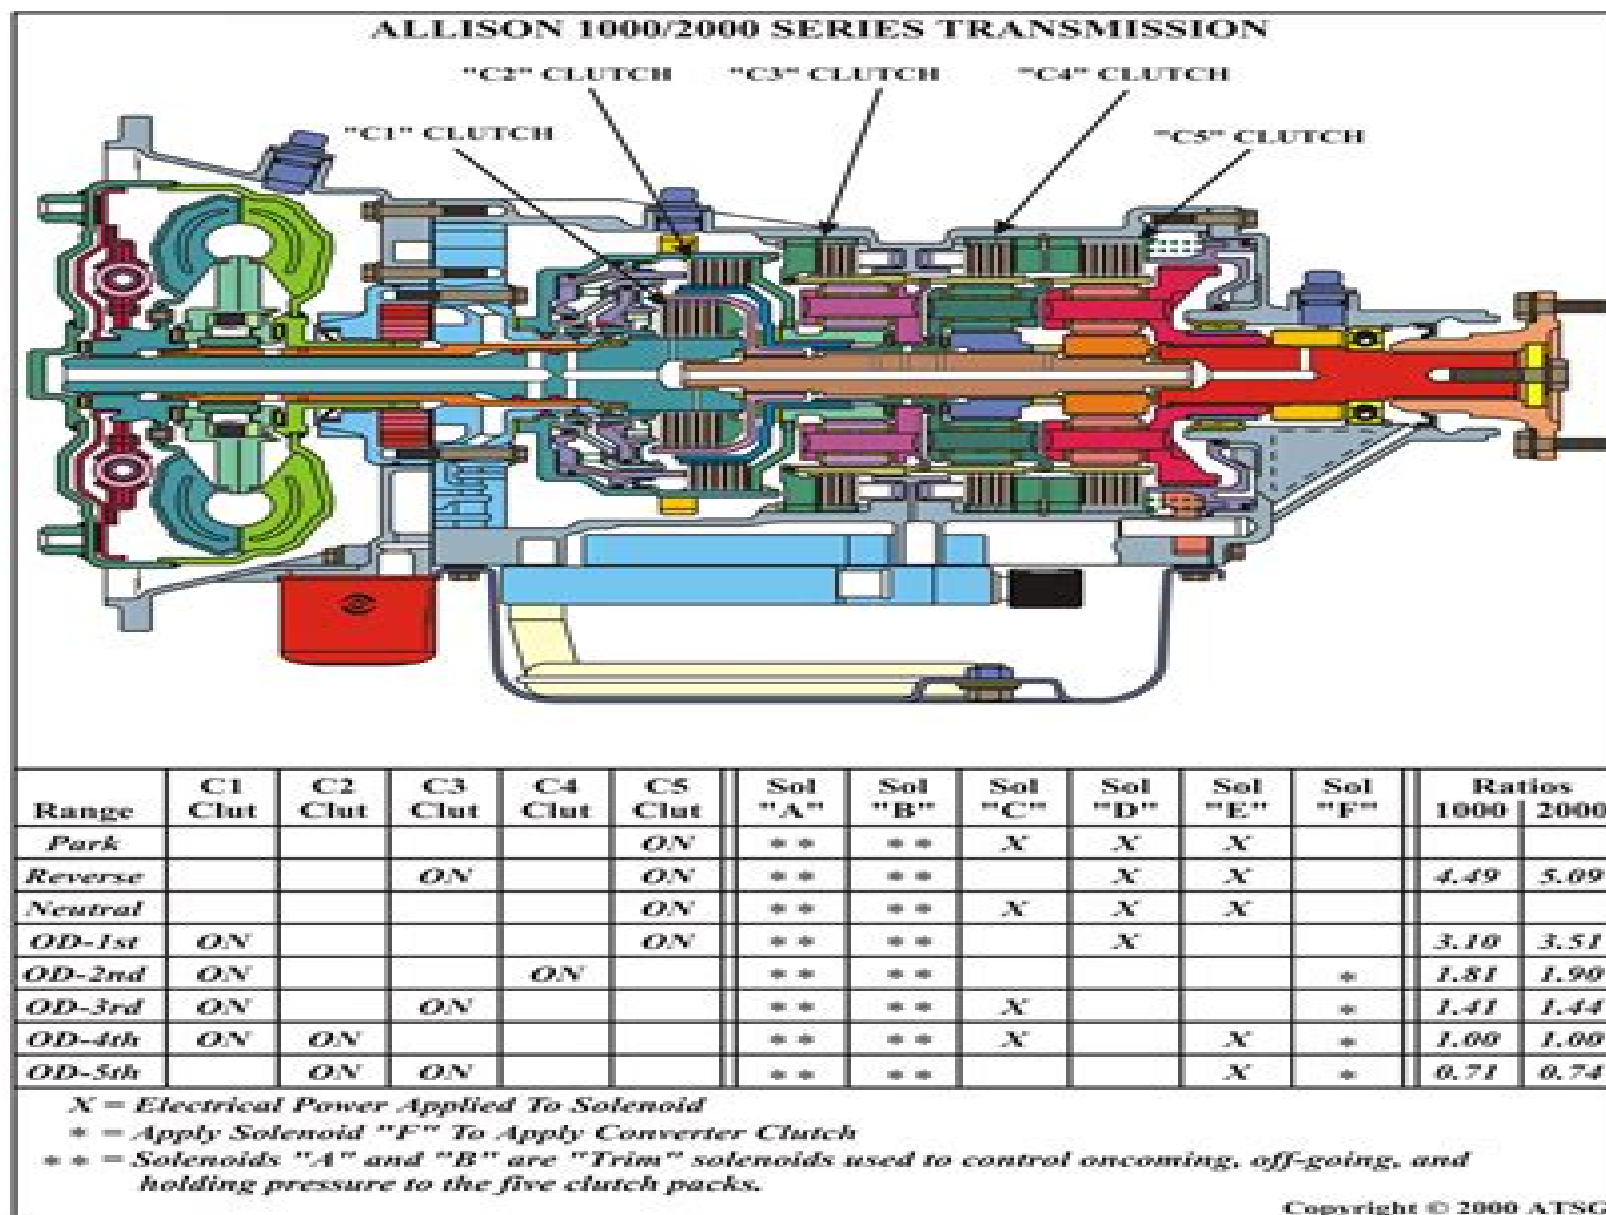 ALLISON 1000/2000 SERIES TRANSMISSION
"C2" CLUTCH "C3" CLUTCH "C4" CLUTCH
"C1" CLUTCH "C5" CLUTCH
C1 C2 C3 C4 C5 Sol Sol Sol Sol Sol Sol Ratios
Range Clut Clut Clut Clut Clut "A" "B" "C" "D" "E" "F" 1000 2000
Park ON ** ** X X X
Reverse ON ON ** ** X X 4.49 5.09
Neutral ON ** ** X X X
OD-1st ON ON ** ** X 3.10 3.51
OD-2nd ON ON ** ** * 1.81 1.90
OD-3rd ON ON ** ** X * 1.41 1.44
OD-4th ON ON ** ** X X * 1.00 1.00
OD-5th ON ON ** ** X * 0.71 0.74
X = Electrical Power Applied To Solenoid
* = Apply Solenoid "F" To Apply Converter Clutch
** = Solenoids "A" and "B" are "Trim" solenoids used to control oncoming, off-going, and
holding pressure to the five clutch packs.
Copyright © 2000 ATSG